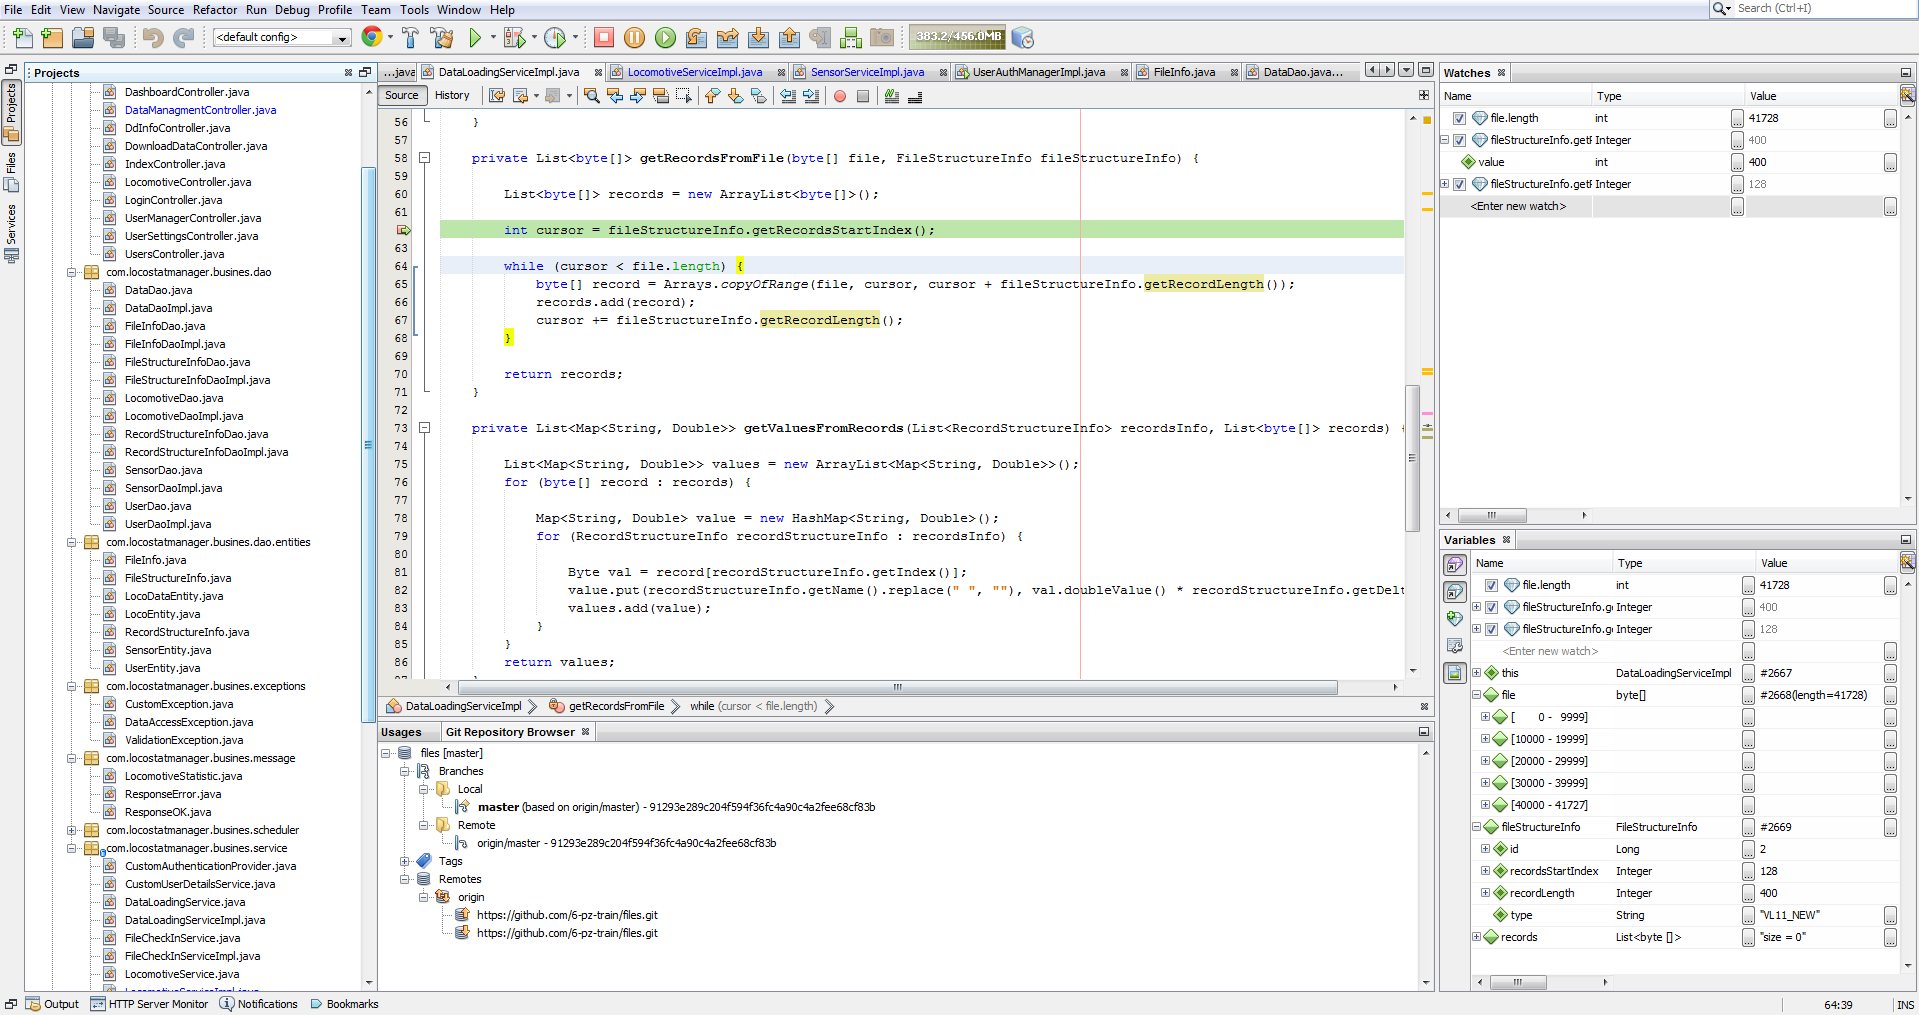 File Edit View Navigate Source Refactor Run Debug Profile Team Tools Window Help
Search (Ctrl+I)
<default config>
383.2/456.0MB
Projects
Files
Services
Projects
DashboardController.java
DataManagmentController.java
DdInfoController.java
DownloadDataController.java
IndexController.java
LocomotiveController.java
LoginController.java
UserManagerController.java
UserSettingsController.java
UsersController.java
com.locostatmanager.busines.dao
DataDao.java
DataDaoImpl.java
FileInfoDao.java
FileInfoDaoImpl.java
FileStructureInfoDao.java
FileStructureInfoDaoImpl.java
LocomotiveDao.java
LocomotiveDaoImpl.java
RecordStructureInfoDao.java
RecordStructureInfoDaoImpl.java
SensorDao.java
SensorDaoImpl.java
UserDao.java
UserDaoImpl.java
com.locostatmanager.busines.dao.entities
FileInfo.java
FileStructureInfo.java
LocoDataEntity.java
LocoEntity.java
RecordStructureInfo.java
SensorEntity.java
UserEntity.java
com.locostatmanager.busines.exceptions
CustomException.java
DataAccessException.java
ValidationException.java
com.locostatmanager.busines.message
LocomotiveStatistic.java
ResponseError.java
ResponseOK.java
com.locostatmanager.busines.scheduler
com.locostatmanager.busines.service
CustomAuthenticationProvider.java
CustomUserDetailsService.java
DataLoadingService.java
DataLoadingServiceImpl.java
FileCheckInService.java
FileCheckInServiceImpl.java
LocomotiveService.java
LocomotiveServiceImpl.java
...java DataLoadingServiceImpl.java LocomotiveServiceImpl.java SensorServiceImpl.java UserAuthManagerImpl.java FileInfo.java DataDao.java...
Source History
56 }
57
58 private List<byte[]> getRecordsFromFile(byte[] file, FileStructureInfo fileStructureInfo) {
59
60 List<byte[]> records = new ArrayList<byte[]>();
61
int cursor = fileStructureInfo.getRecordsStartIndex();
63
64 while (cursor < file.length) {
65 byte[] record = Arrays.copyOfRange(file, cursor, cursor + fileStructureInfo.getRecordLength());
66 records.add(record);
67 cursor += fileStructureInfo.getRecordLength();
68 }
69
70 return records;
71 }
72
73 private List<Map<String, Double>> getValuesFromRecords(List<RecordStructureInfo> recordsInfo, List<byte[]> records) {
74
75 List<Map<String, Double>> values = new ArrayList<Map<String, Double>>();
76 for (byte[] record : records) {
77
78 Map<String, Double> value = new HashMap<String, Double>();
79 for (RecordStructureInfo recordStructureInfo : recordsInfo) {
80
81 Byte val = record[recordStructureInfo.getIndex()];
82 value.put(recordStructureInfo.getName().replace(" ", ""), val.doubleValue() * recordStructureInfo.getDelt
83 values.add(value);
84 }
85 }
86 return values;
DataLoadingServiceImpl getRecordsFromFile while (cursor < file.length)
Usages Git Repository Browser
files [master]
Branches
Local
master (based on origin/master) - 91293e289c204f594f36fc4a90c4a2fee68cf83b
Remote
origin/master - 91293e289c204f594f36fc4a90c4a2fee68cf83b
Tags
Remotes
origin
https://github.com/6-pz-train/files.git
https://github.com/6-pz-train/files.git
Watches
Name Type Value
file.length int ... 41728 ...
fileStructureInfo.getR Integer ... 400
value int ... 400 ...
fileStructureInfo.getR Integer ... 128
<Enter new watch> ... ...
Variables
Name Type Value
file.length int ... 41728 ...
fileStructureInfo.ge Integer ... 400 ...
fileStructureInfo.ge Integer ... 128 ...
<Enter new watch> ... ...
this DataLoadingServiceImpl ... #2667 ...
file byte[] ... #2668(length=41728) ...
[ 0 - 9999] ... ...
[10000 - 19999] ... ...
[20000 - 29999] ... ...
[30000 - 39999] ... ...
[40000 - 41727] ... ...
fileStructureInfo FileStructureInfo ... #2669 ...
id Long ... 2
recordsStartIndex Integer ... 128
recordLength Integer ... 400
type String ... "VL11_NEW" ...
records List<byte []> ... "size = 0" ...
Output HTTP Server Monitor Notifications Bookmarks
64:39 INS